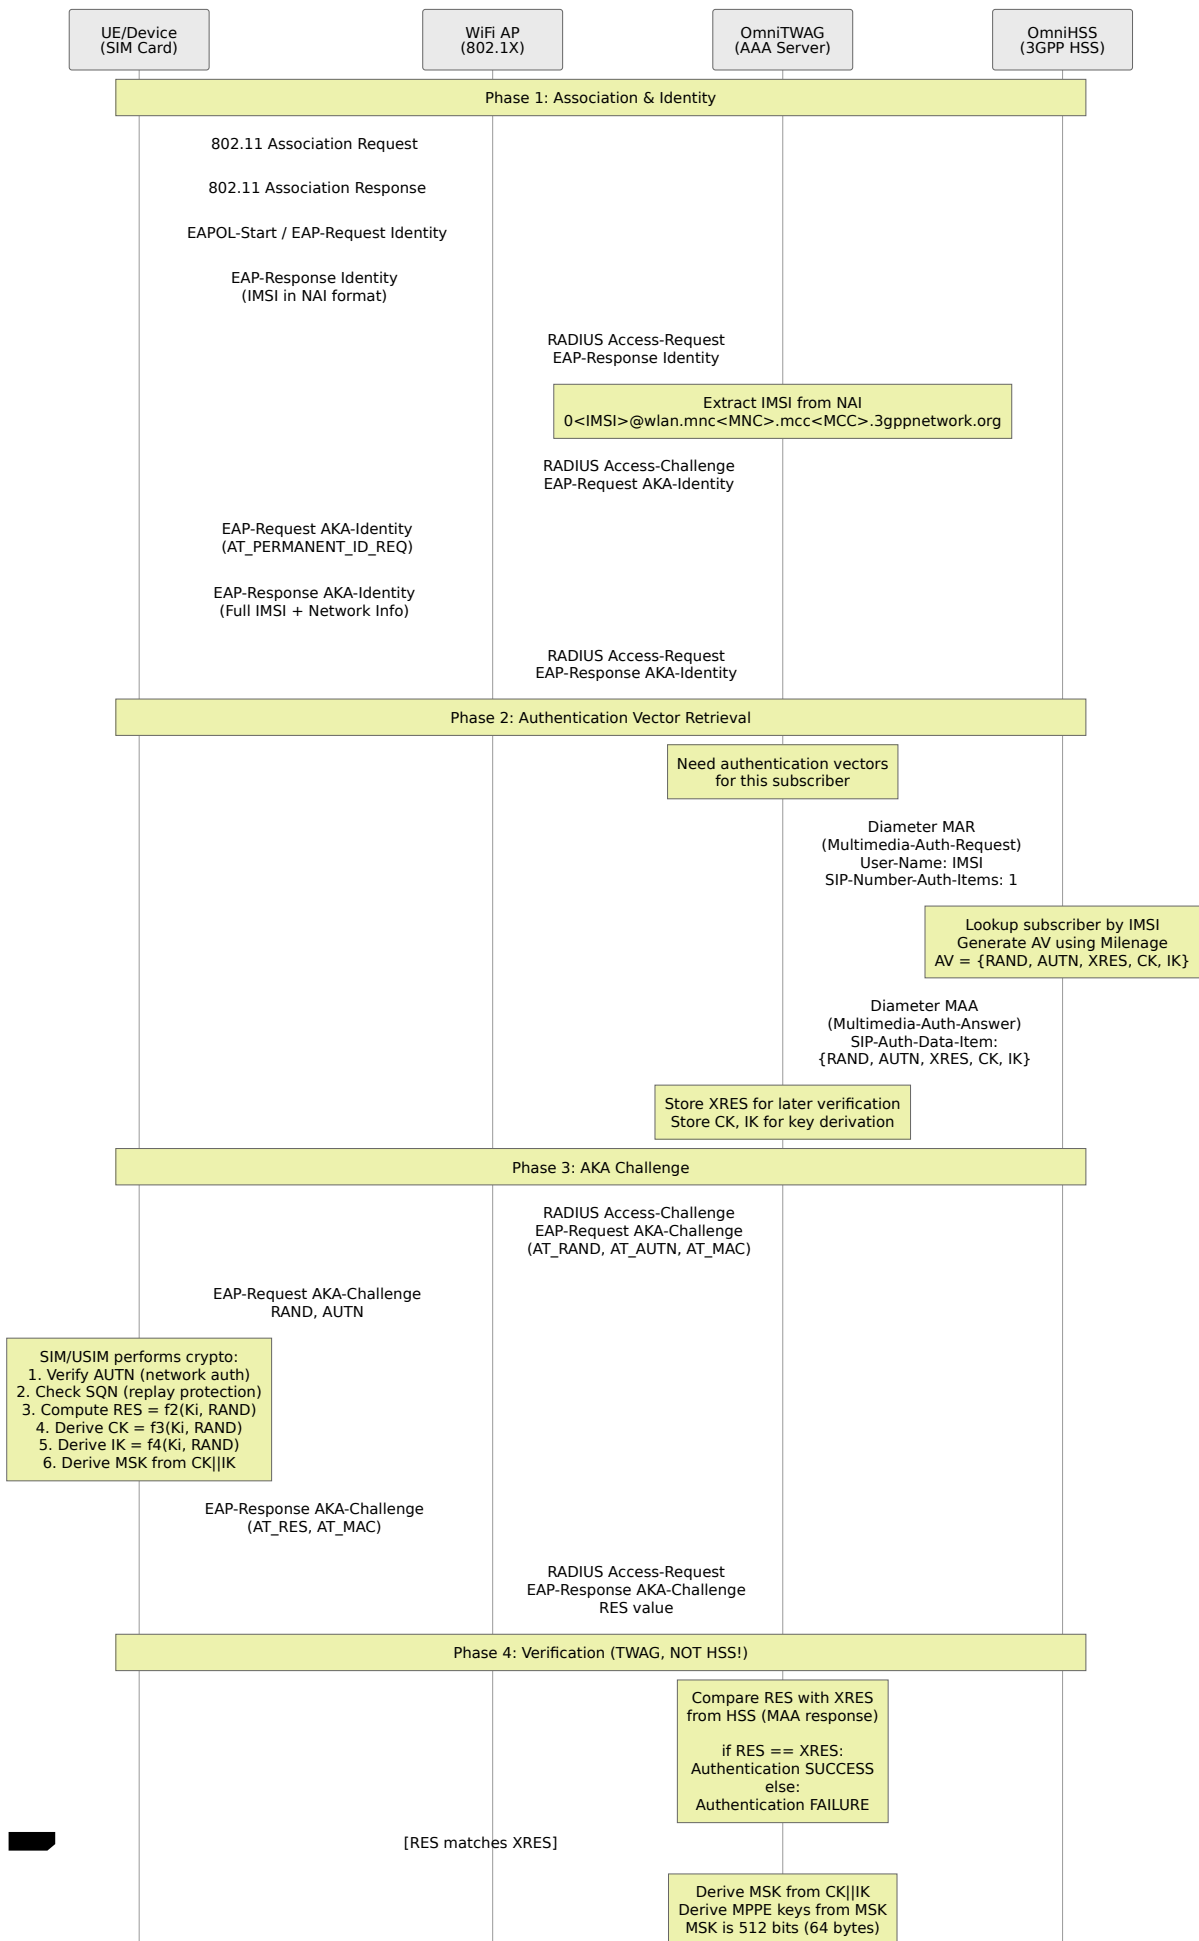 UE/Device
(SIM Card)
WiFi AP
(802.1X)
OmniTWAG
(AAA Server)
OmniHSS
(3GPP HSS)
Phase 1: Association & Identity
802.11 Association Request
802.11 Association Response
EAPOL-Start / EAP-Request Identity
EAP-Response Identity
(IMSI in NAI format)
RADIUS Access-Request
EAP-Response Identity
Extract IMSI from NAI
0<IMSI>@wlan.mnc<MNC>.mcc<MCC>.3gppnetwork.org
RADIUS Access-Challenge
EAP-Request AKA-Identity
EAP-Request AKA-Identity
(AT_PERMANENT_ID_REQ)
EAP-Response AKA-Identity
(Full IMSI + Network Info)
RADIUS Access-Request
EAP-Response AKA-Identity
Phase 2: Authentication Vector Retrieval
Need authentication vectors
for this subscriber
Diameter MAR
(Multimedia-Auth-Request)
User-Name: IMSI
SIP-Number-Auth-Items: 1
Lookup subscriber by IMSI
Generate AV using Milenage
AV = {RAND, AUTN, XRES, CK, IK}
Diameter MAA
(Multimedia-Auth-Answer)
SIP-Auth-Data-Item:
{RAND, AUTN, XRES, CK, IK}
Store XRES for later verification
Store CK, IK for key derivation
Phase 3: AKA Challenge
RADIUS Access-Challenge
EAP-Request AKA-Challenge
(AT_RAND, AT_AUTN, AT_MAC)
EAP-Request AKA-Challenge
RAND, AUTN
SIM/USIM performs crypto:
1. Verify AUTN (network auth)
2. Check SQN (replay protection)
3. Compute RES = f2(Ki, RAND)
4. Derive CK = f3(Ki, RAND)
5. Derive IK = f4(Ki, RAND)
6. Derive MSK from CK||IK
EAP-Response AKA-Challenge
(AT_RES, AT_MAC)
RADIUS Access-Request
EAP-Response AKA-Challenge
RES value
Phase 4: Verification (TWAG, NOT HSS!)
Compare RES with XRES
from HSS (MAA response)
if RES == XRES:
Authentication SUCCESS
else:
Authentication FAILURE
[RES matches XRES]
Derive MSK from CK||IK
Derive MPPE keys from MSK
MSK is 512 bits (64 bytes)